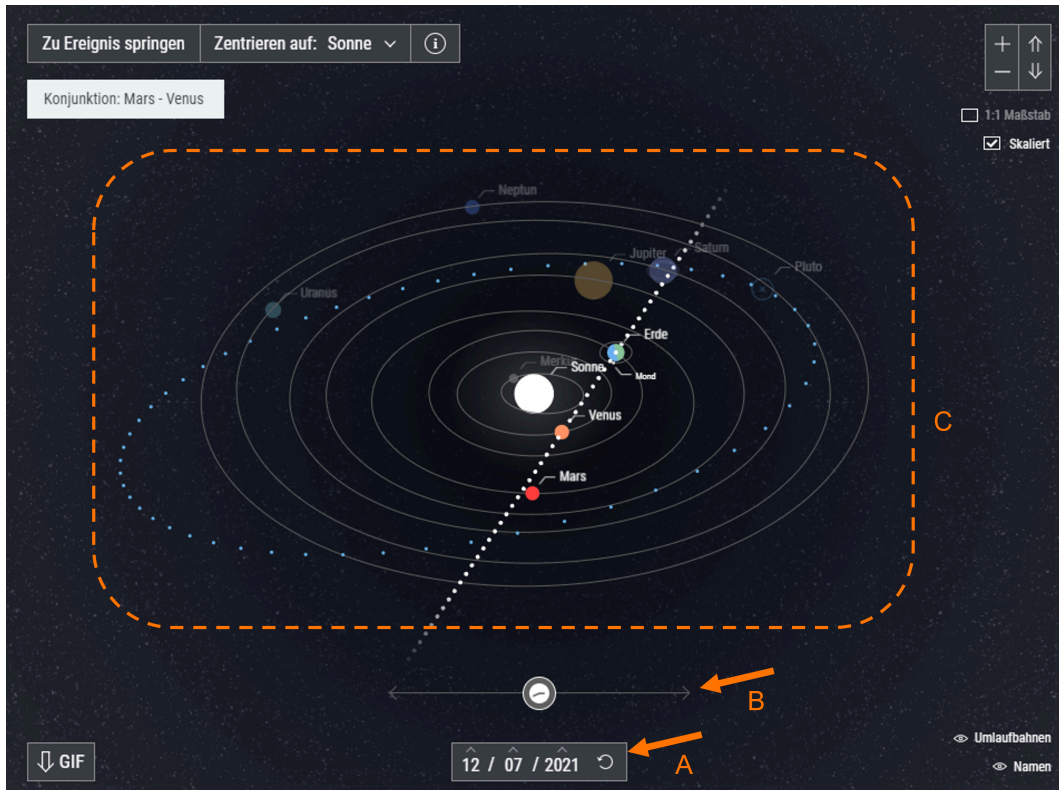 Zu Ereignis springen
Zentrieren auf: Sonne
Konjunktion: Mars - Venus
1:1 Maßstab
Skaliert
Neptun
Jupiter
Saturn
Pluto
Uranus
Erde
Merkur
Sonne
Mond
Venus
C
Mars
B
Umlaufbahnen
GIF
12 / 07 / 2021
A
Namen